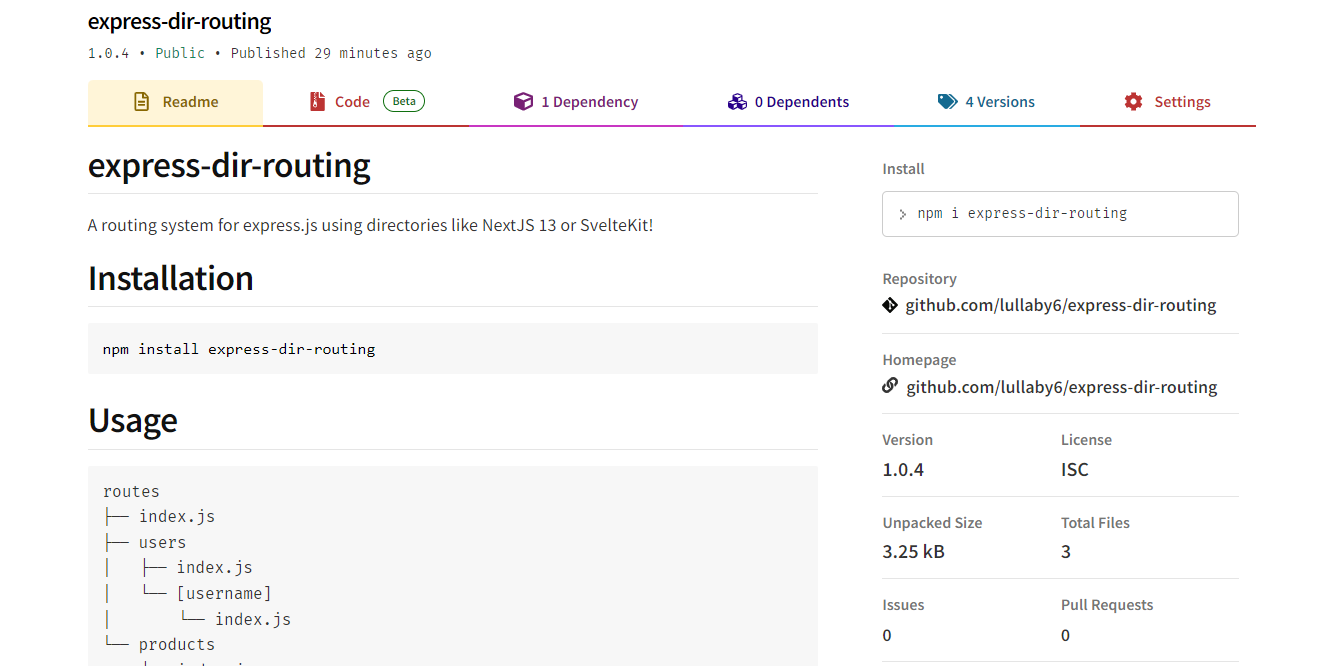 express-dir-routing
1.0.4 • Public • Published 29 minutes ago
Readme
Code Beta
1 Dependency
0 Dependents
4 Versions
Settings
express-dir-routing
A routing system for express.js using directories like NextJS 13 or SvelteKit!
Installation
npm install express-dir-routing
Usage
routes
├── index.js
├── users
│   ├── index.js
│   └── [username]
│       └── index.js
└── products
Install
> npm i express-dir-routing
Repository
github.com/lullaby6/express-dir-routing
Homepage
github.com/lullaby6/express-dir-routing
Version
License
1.0.4
ISC
Unpacked Size
Total Files
3.25 kB
3
Issues
Pull Requests
0
0